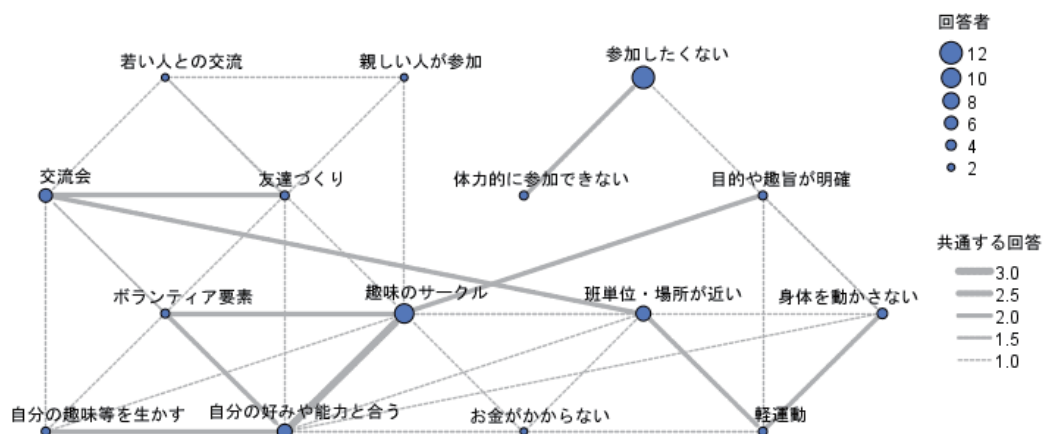 回答者
若い人との交流
親しい人が参加
参加したくない
12
10
8
6
4
2
交流会
友達づくり
体力的に参加できない
目的や趣旨が明確
共通する回答
3.0
2.5
2.0
1.5
1.0
ボランティア要素
趣味のサークル
班単位・場所が近い
身体を動かさない
自分の趣味等を生かす
自分の好みや能力と合う
お金がかからない
軽運動